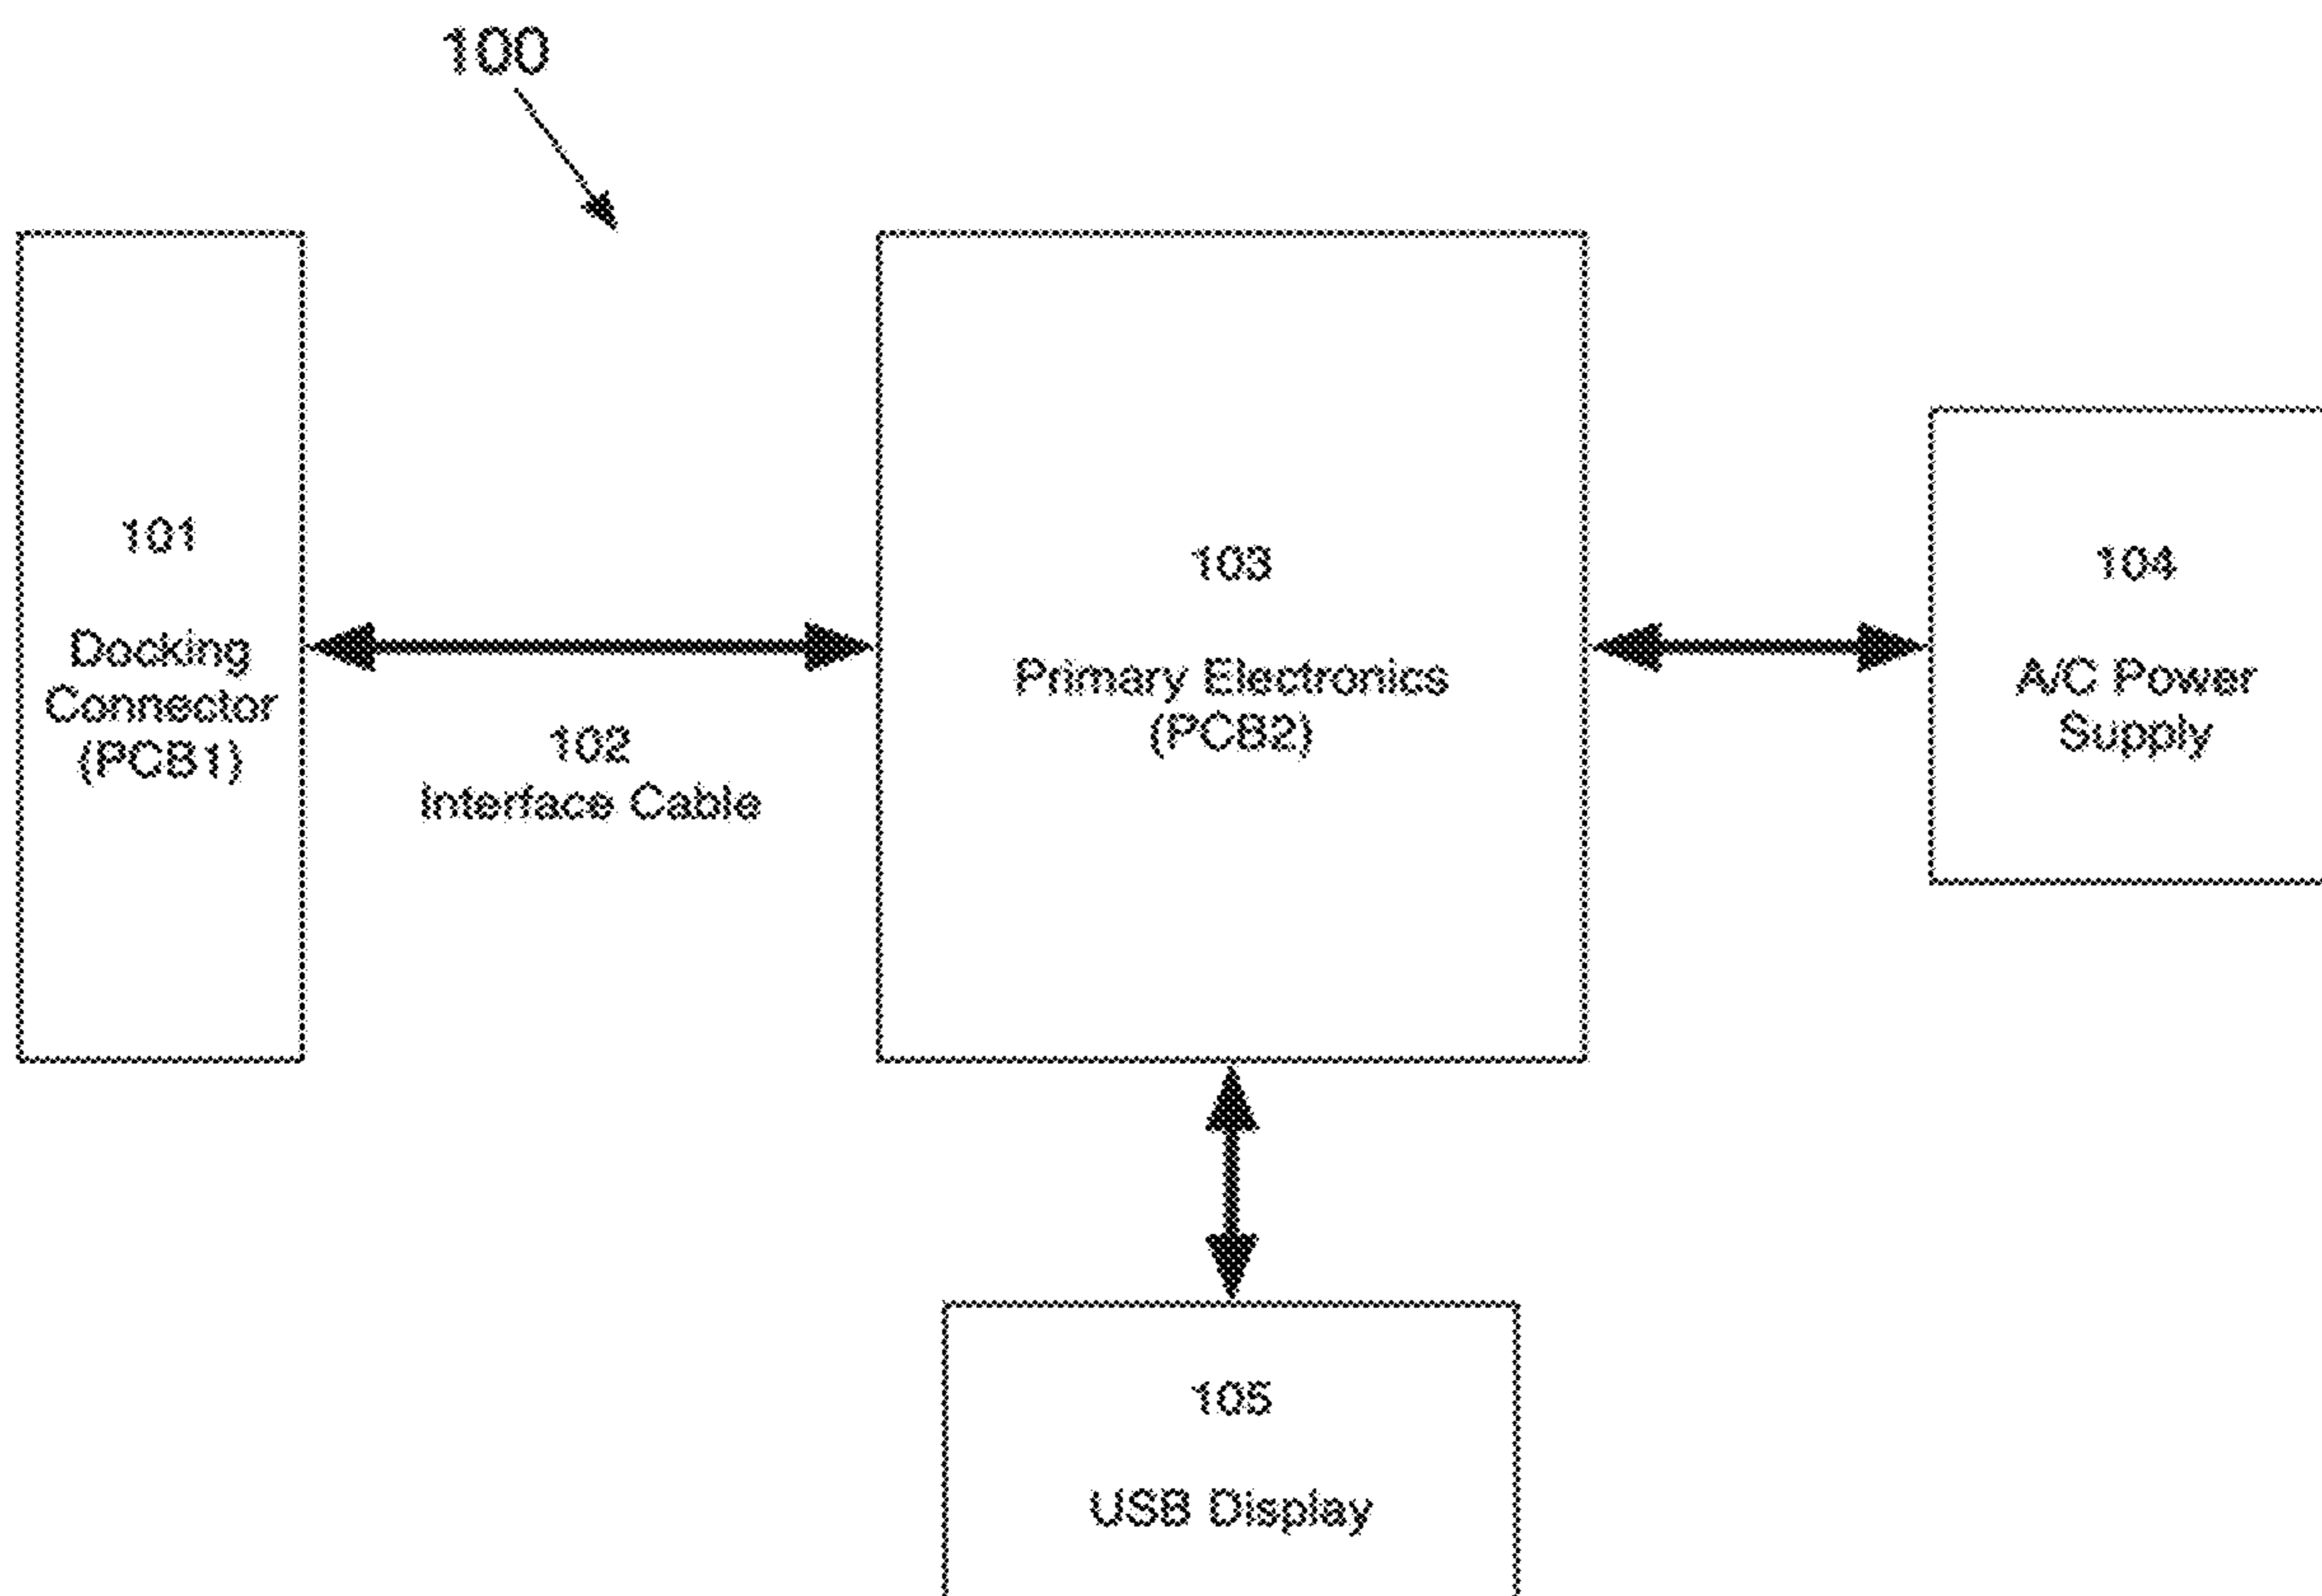 100
101
Docking
Connector
(PCB1)
102
Interface Cable
103
Primary Electronics
(PCB2)
104
A/C Power
Supply
105
USB Display